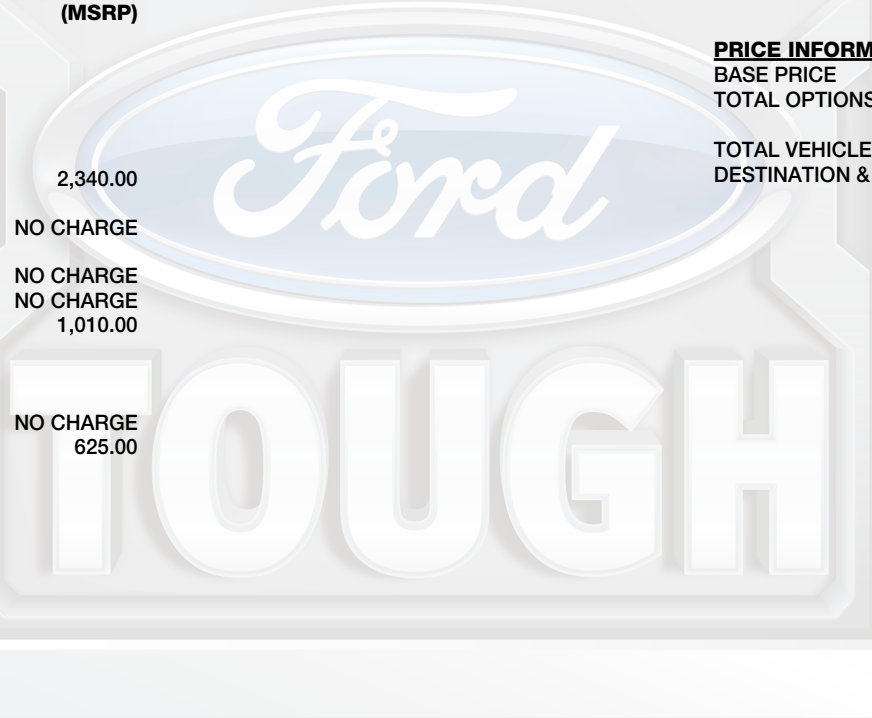 (MSRP)
2,340.00
NO CHARGE
NO CHARGE
NO CHARGE
1,010.00
NO CHARGE
625.00
PRICE INFORM
BASE PRICE
TOTAL OPTIONS
TOTAL VEHICLE
DESTINATION &
Ford
TOUGH